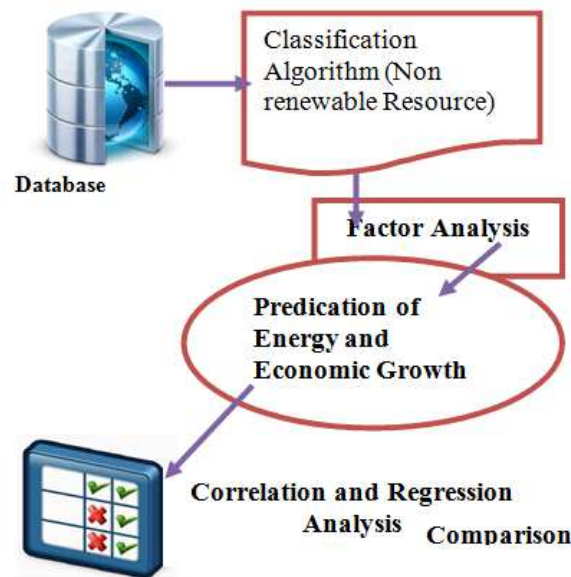 Classification
Algorithm (Non
renewable Resource)
Database
Factor Analysis
Predication of
Energy and
Economic Growth
Correlation and Regression
Analysis
Comparison